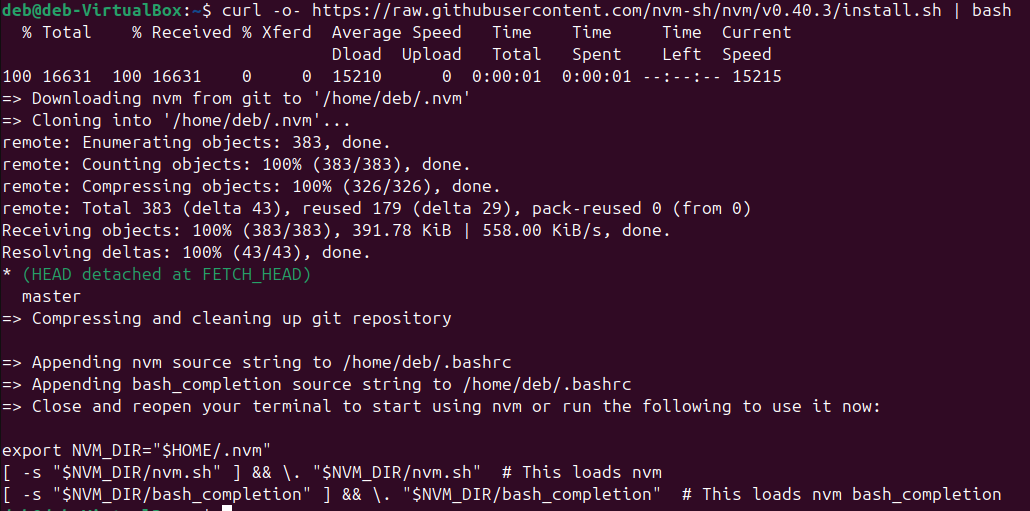 deb@deb-VirtualBox:~$ curl -o- https://raw.githubusercontent.com/nvm-sh/nvm/v0.40.3/install.sh | bash
  % Total    % Received % Xferd  Average Speed   Time    Time     Time  Current
                                 Dload  Upload   Total   Spent    Left  Speed
100 16631  100 16631    0     0  15210      0  0:00:01  0:00:01 --:--:-- 15215
=> Downloading nvm from git to '/home/deb/.nvm'
=> Cloning into '/home/deb/.nvm'...
remote: Enumerating objects: 383, done.
remote: Counting objects: 100% (383/383), done.
remote: Compressing objects: 100% (326/326), done.
remote: Total 383 (delta 43), reused 179 (delta 29), pack-reused 0 (from 0)
Receiving objects: 100% (383/383), 391.78 KiB | 558.00 KiB/s, done.
Resolving deltas: 100% (43/43), done.
* (HEAD detached at FETCH_HEAD)
  master
=> Compressing and cleaning up git repository

=> Appending nvm source string to /home/deb/.bashrc
=> Appending bash_completion source string to /home/deb/.bashrc
=> Close and reopen your terminal to start using nvm or run the following to use it now:

export NVM_DIR="$HOME/.nvm"
[ -s "$NVM_DIR/nvm.sh" ] && \. "$NVM_DIR/nvm.sh"  # This loads nvm
[ -s "$NVM_DIR/bash_completion" ] && \. "$NVM_DIR/bash_completion"  # This loads nvm bash_completion